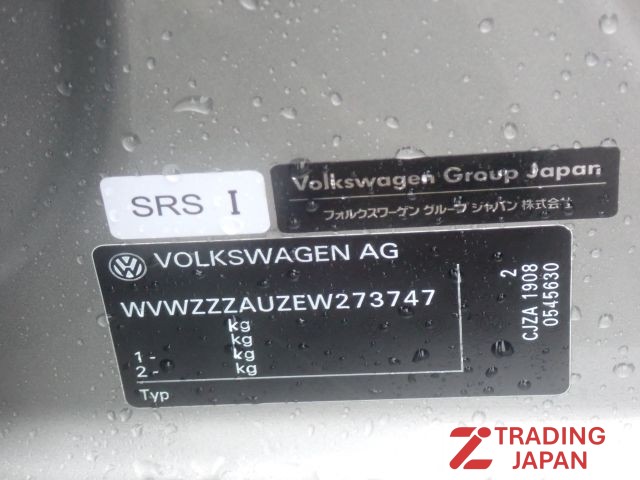 SRS I
Volkswagen Group Japan
フォルクスワーゲン グループ ジャパン 株式会社
VOLKSWAGEN AG
WVWZZZAUZEW273747
kg
kg
1 - kg
2 - kg
Typ
2
CJZA 1908
0545630
TRADING
JAPAN